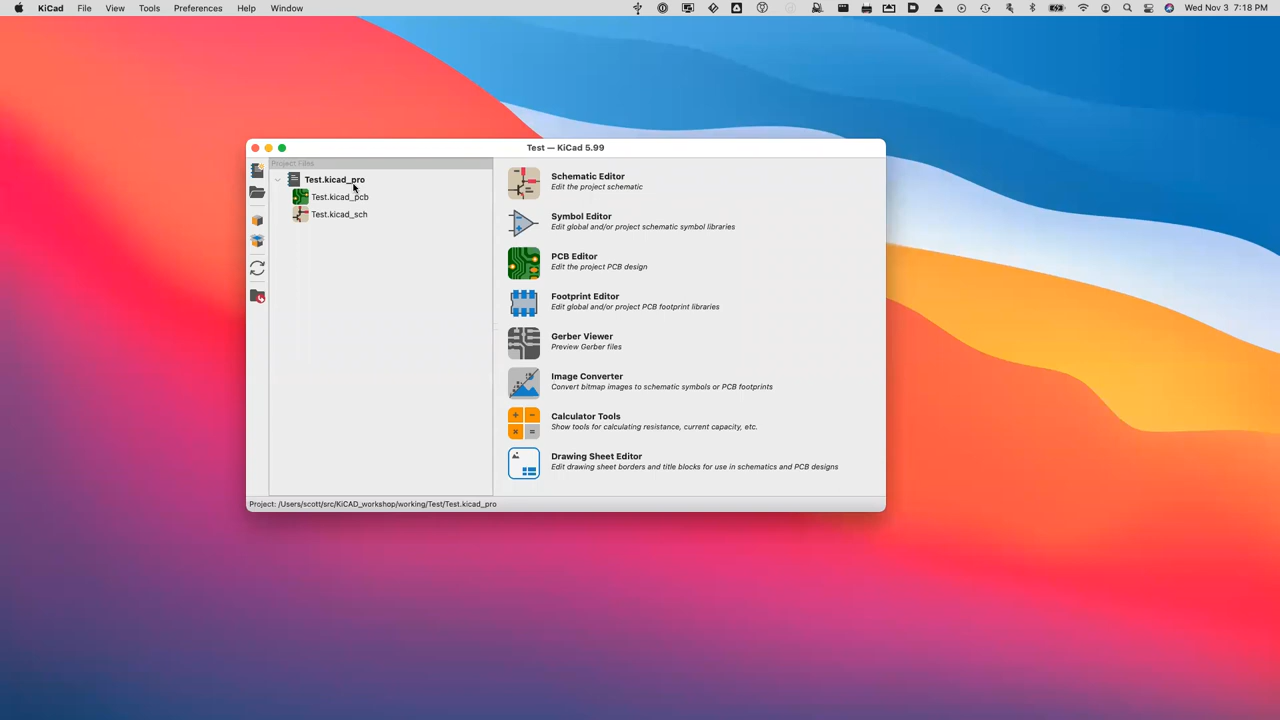 KiCad File View Tools Preferences Help Window Wed Nov 3 7:18 PM
Test — KiCad 5.99
Project Files
Test.kicad_pro
Test.kicad_pcb
Test.kicad_sch
Schematic Editor
Edit the project schematic
Symbol Editor
Edit global and/or project schematic symbol libraries
PCB Editor
Edit the project PCB design
Footprint Editor
Edit global and/or project PCB footprint libraries
Gerber Viewer
Preview Gerber files
Image Converter
Convert bitmap images to schematic symbols or PCB footprints
Calculator Tools
Show tools for calculating resistance, current capacity, etc.
Drawing Sheet Editor
Edit drawing sheet borders and title blocks for use in schematics and PCB designs
Project: /Users/scott/src/KiCAD_workshop/working/Test/Test.kicad_pro